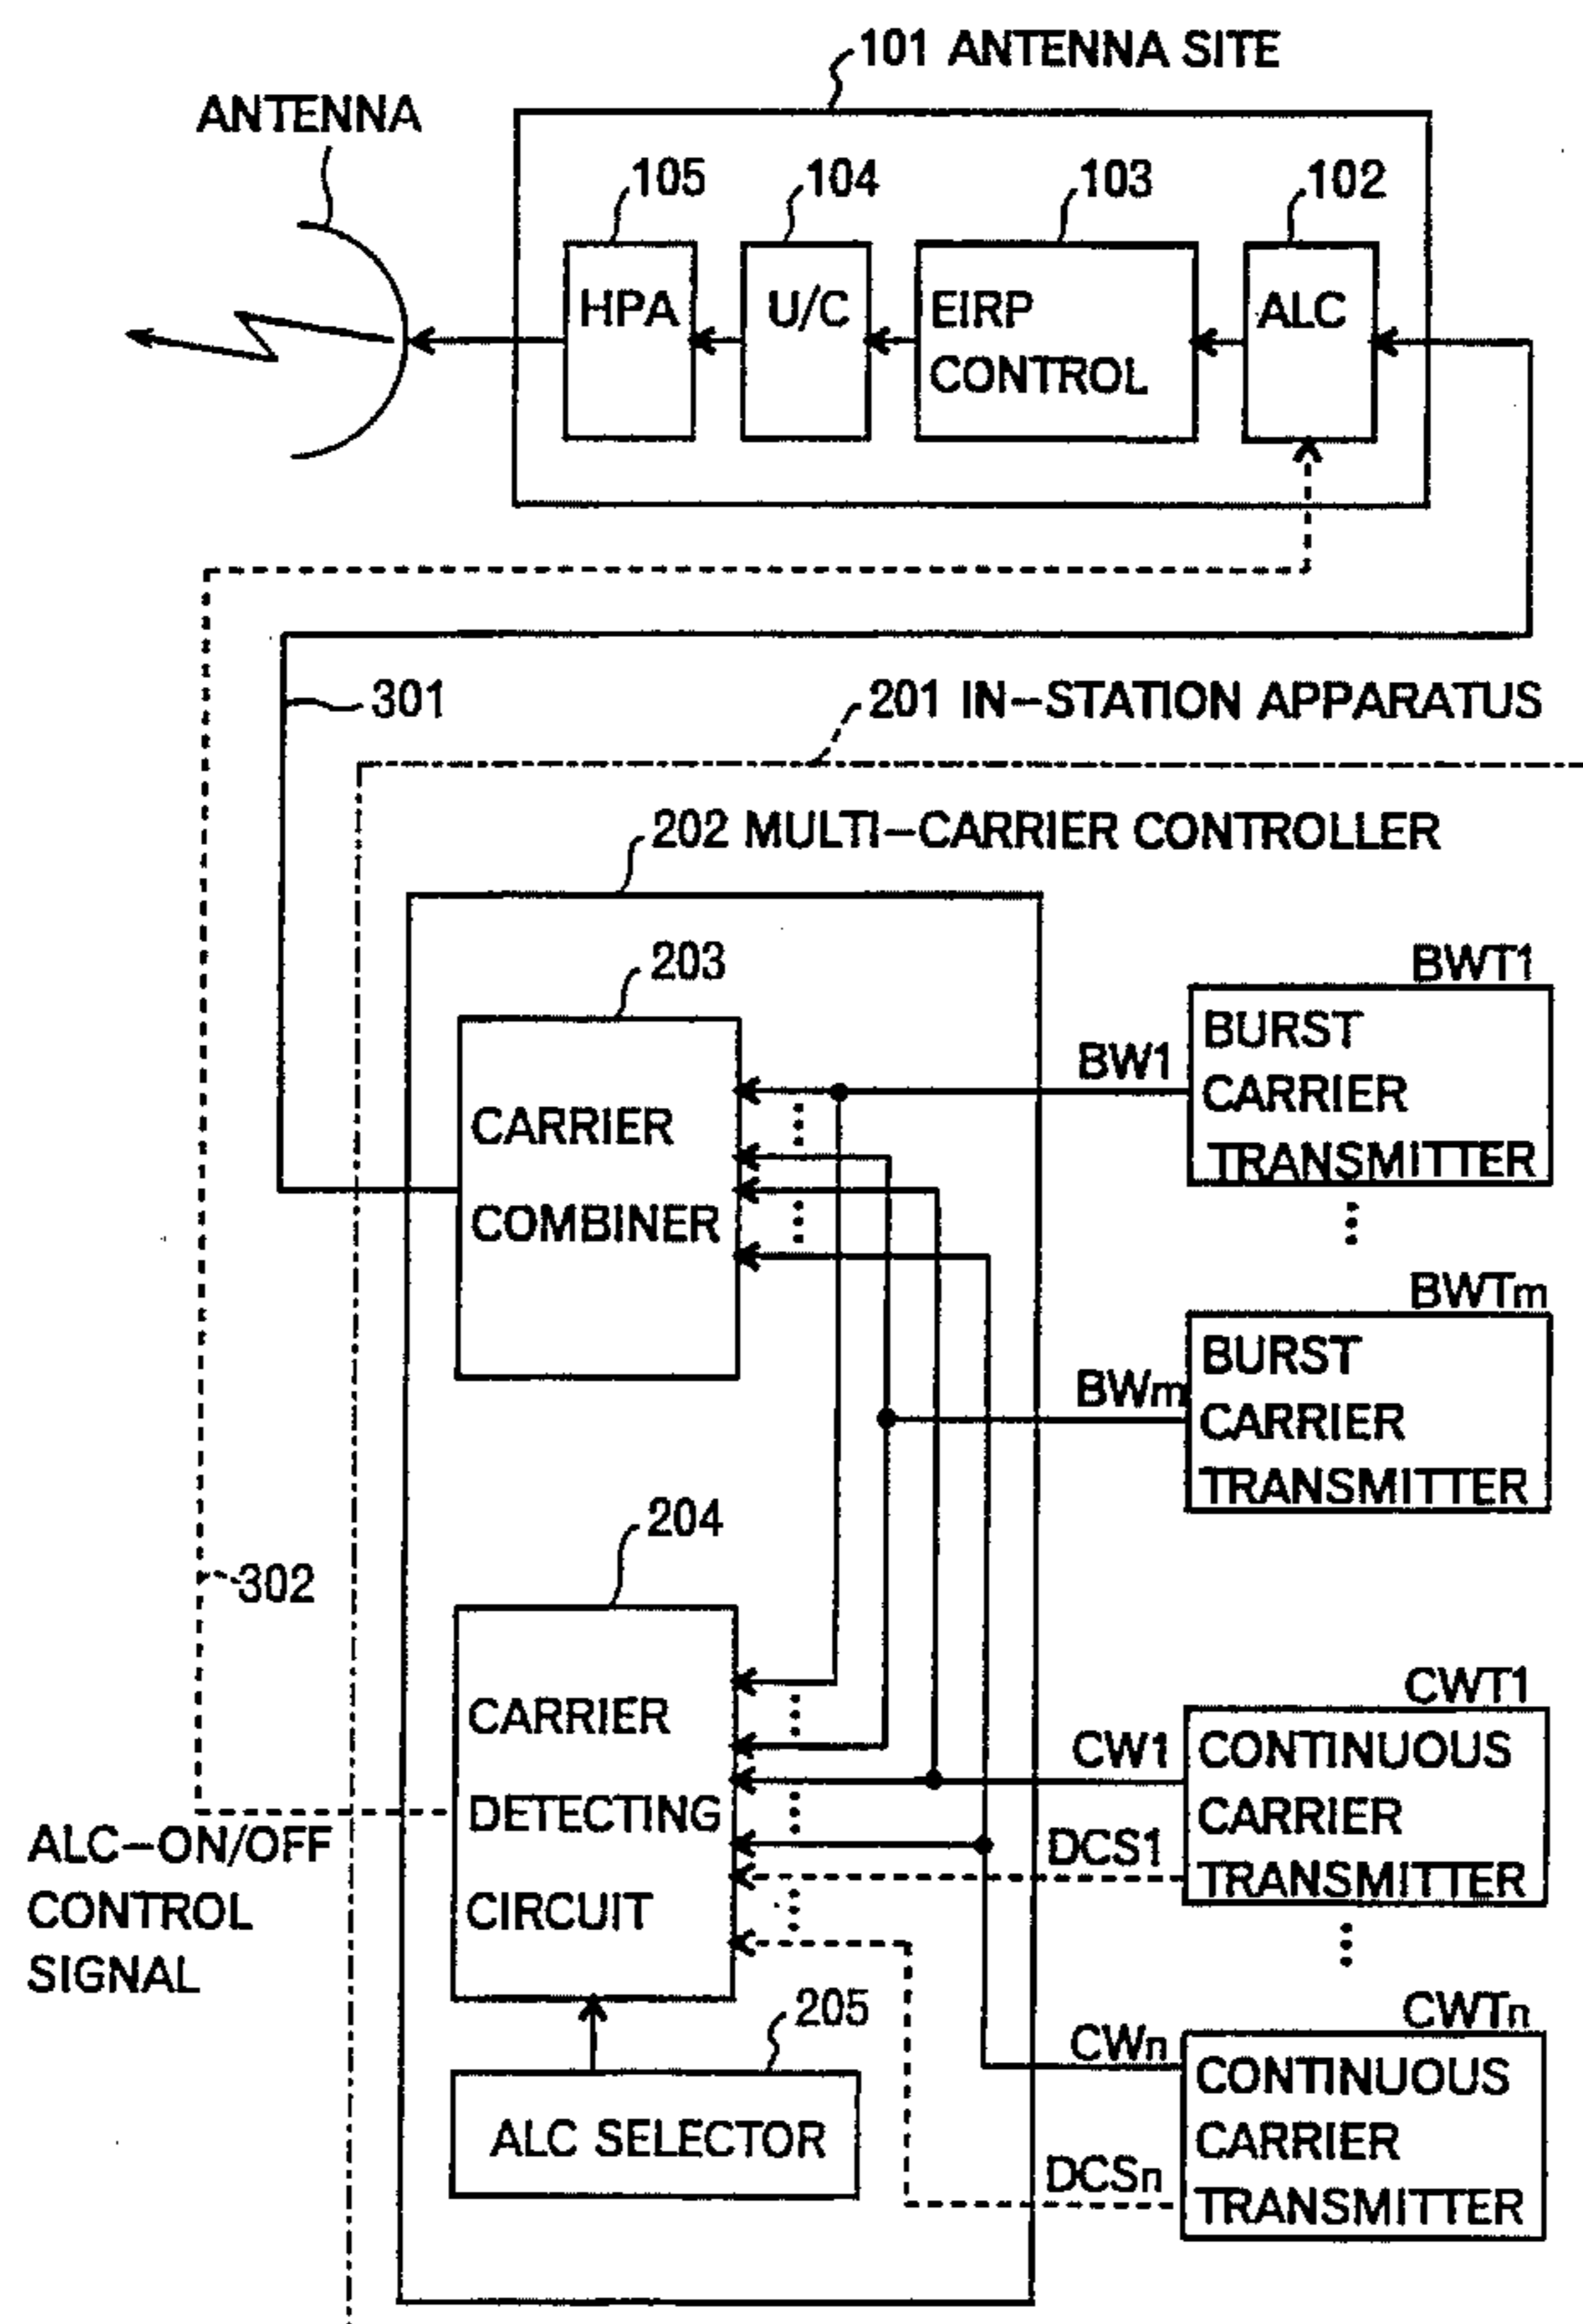 101 ANTENNA SITE
ANTENNA
105
104
103
102
HPA
U/C
EIRP
CONTROL
ALC
301
201 IN-STATION APPARATUS
202 MULTI-CARRIER CONTROLLER
203
CARRIER
COMBINER
BW1
BWT1
BURST
CARRIER
TRANSMITTER
BWm
BWTm
BURST
CARRIER
TRANSMITTER
204
302
CARRIER
DETECTING
CIRCUIT
ALC-ON/OFF
CONTROL
SIGNAL
CW1
CWT1
CONTINUOUS
CARRIER
TRANSMITTER
DCS1
205
ALC SELECTOR
CWn
CWTn
CONTINUOUS
CARRIER
TRANSMITTER
DCSn